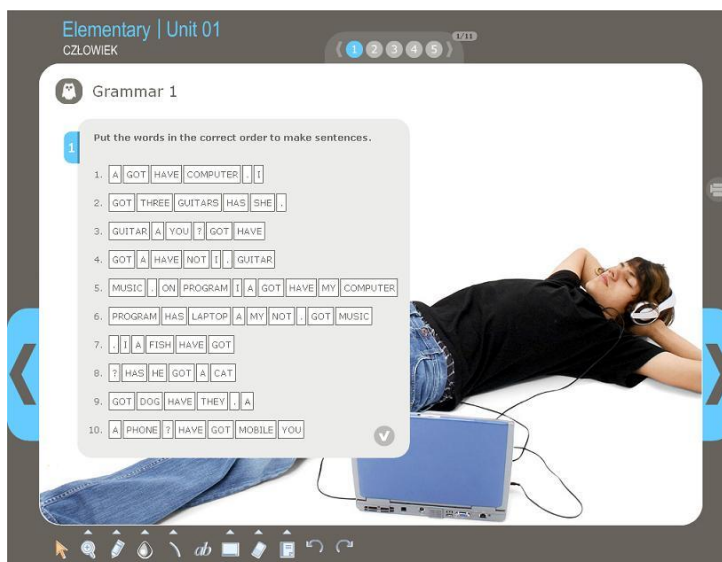 Elementary | Unit 01
CZŁOWIEK
1 2 3 4 5
1/11
Grammar 1
1
Put the words in the correct order to make sentences.
1. A GOT HAVE COMPUTER . I
2. GOT THREE GUITARS HAS SHE .
3. GUITAR A YOU ? GOT HAVE
4. GOT A HAVE NOT I . GUITAR
5. MUSIC . ON PROGRAM I A GOT HAVE MY COMPUTER
6. PROGRAM HAS LAPTOP A MY NOT . GOT MUSIC
7. . I A FISH HAVE GOT
8. ? HAS HE GOT A CAT
9. GOT DOG HAVE THEY . A
10. A PHONE ? HAVE GOT MOBILE YOU
ab